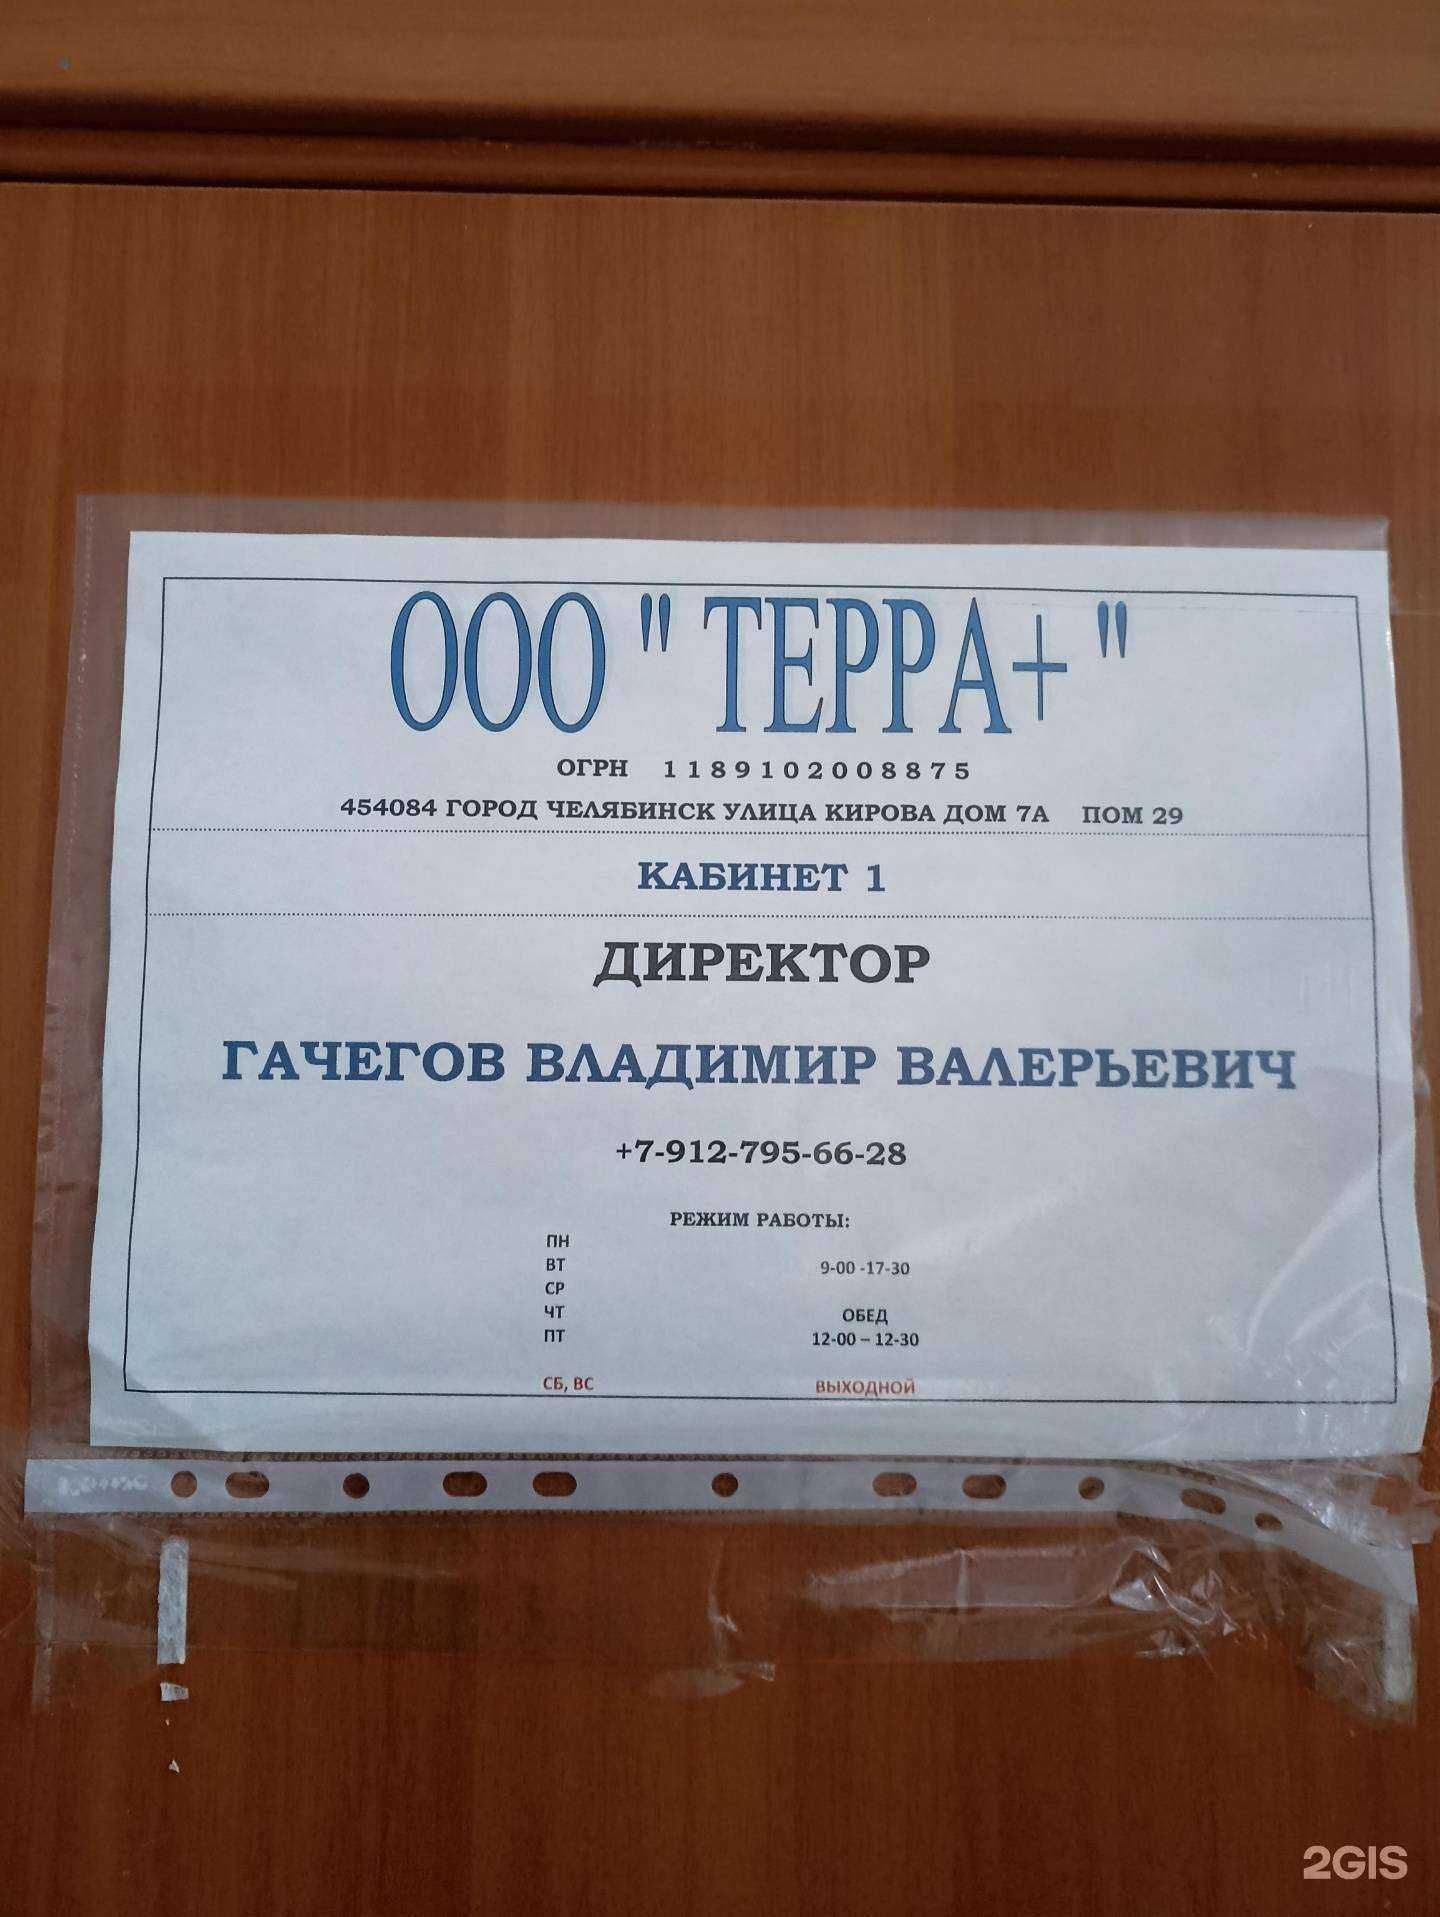 ООО " ТЕРРА+ "
ОГРН 1189102008875
454084 ГОРОД ЧЕЛЯБИНСК УЛИЦА КИРОВА ДОМ 7А ПОМ 29
КАБИНЕТ 1
ДИРЕКТОР
ГАЧЕГОВ ВЛАДИМИР ВАЛЕРЬЕВИЧ
+7-912-795-66-28
РЕЖИМ РАБОТЫ:
ПН
ВТ 9-00 -17-30
СР
ЧТ ОБЕД
ПТ 12-00 – 12-30
СБ, ВС ВЫХОДНОЙ
2GIS